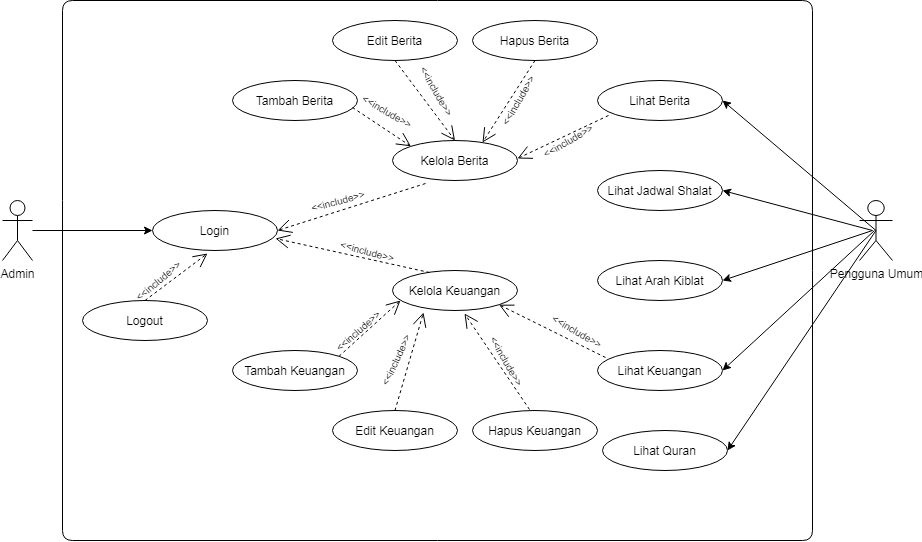 Edit Berita
Hapus Berita
<<include>>
<<include>>
Tambah Berita
<<include>>
Lihat Berita
<<include>>
Kelola Berita
Lihat Jadwal Shalat
<<include>>
Login
Admin
<<include>>
Pengguna Umum
<<include>>
Lihat Arah Kiblat
Kelola Keuangan
Logout
<<include>>
<<include>>
<<include>>
<<include>>
Tambah Keuangan
Lihat Keuangan
Edit Keuangan
Hapus Keuangan
Lihat Quran